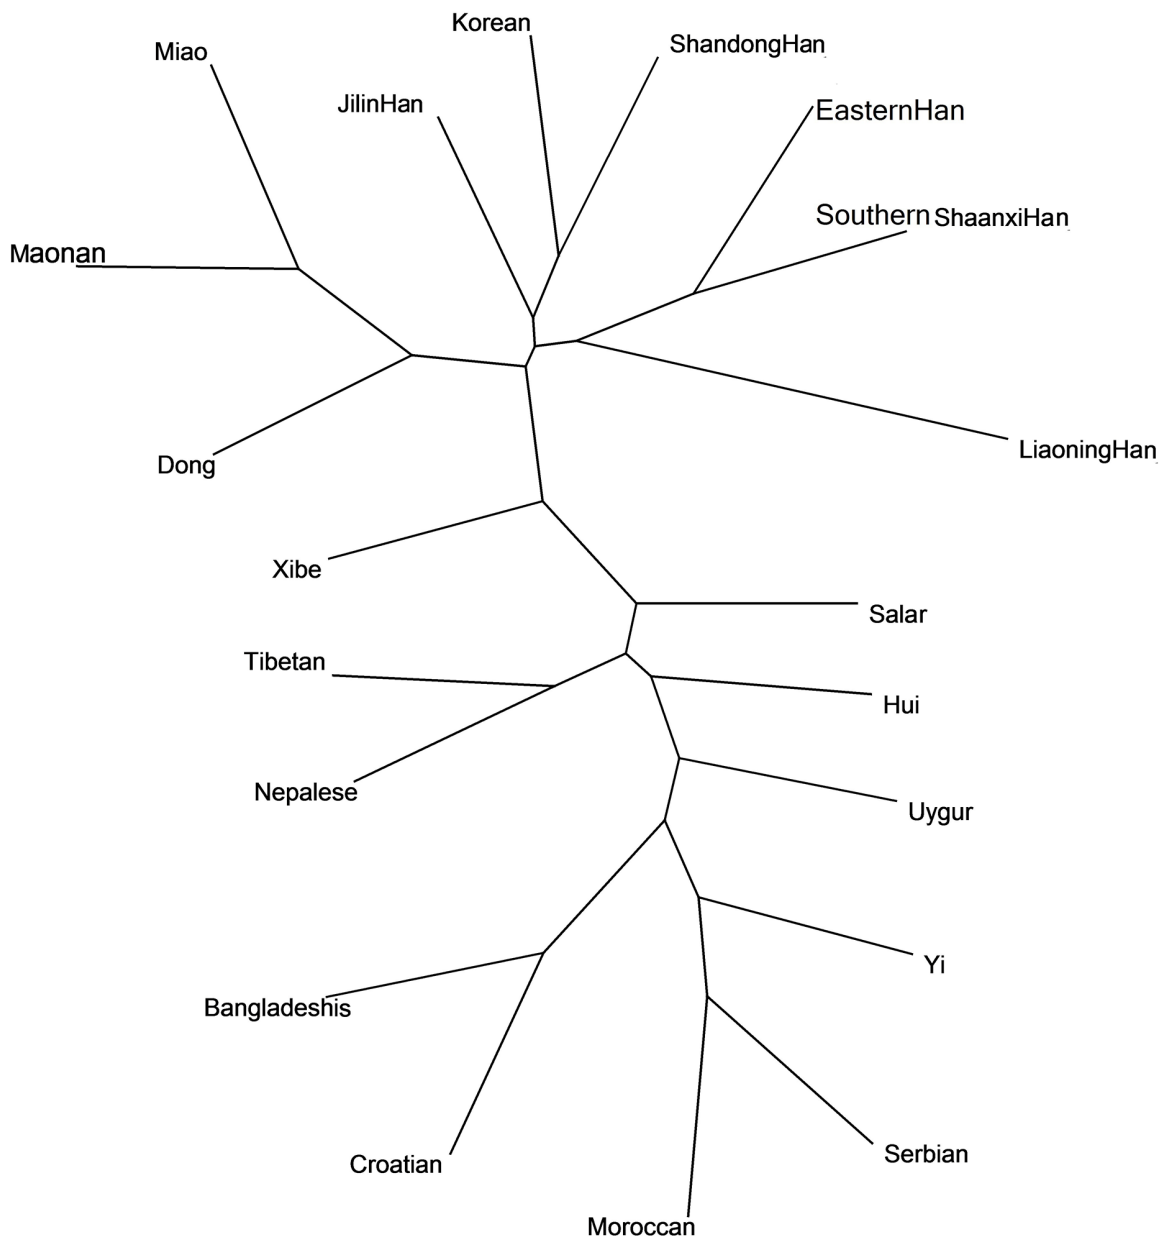 Korean
ShandongHan
Miao
JilinHan
EasternHan
Southern ShaanxiHan
Maonan
LiaoningHan
Dong
Xibe
Salar
Tibetan
Hui
Nepalese
Uygur
Yi
Bangladeshis
Serbian
Croatian
Moroccan